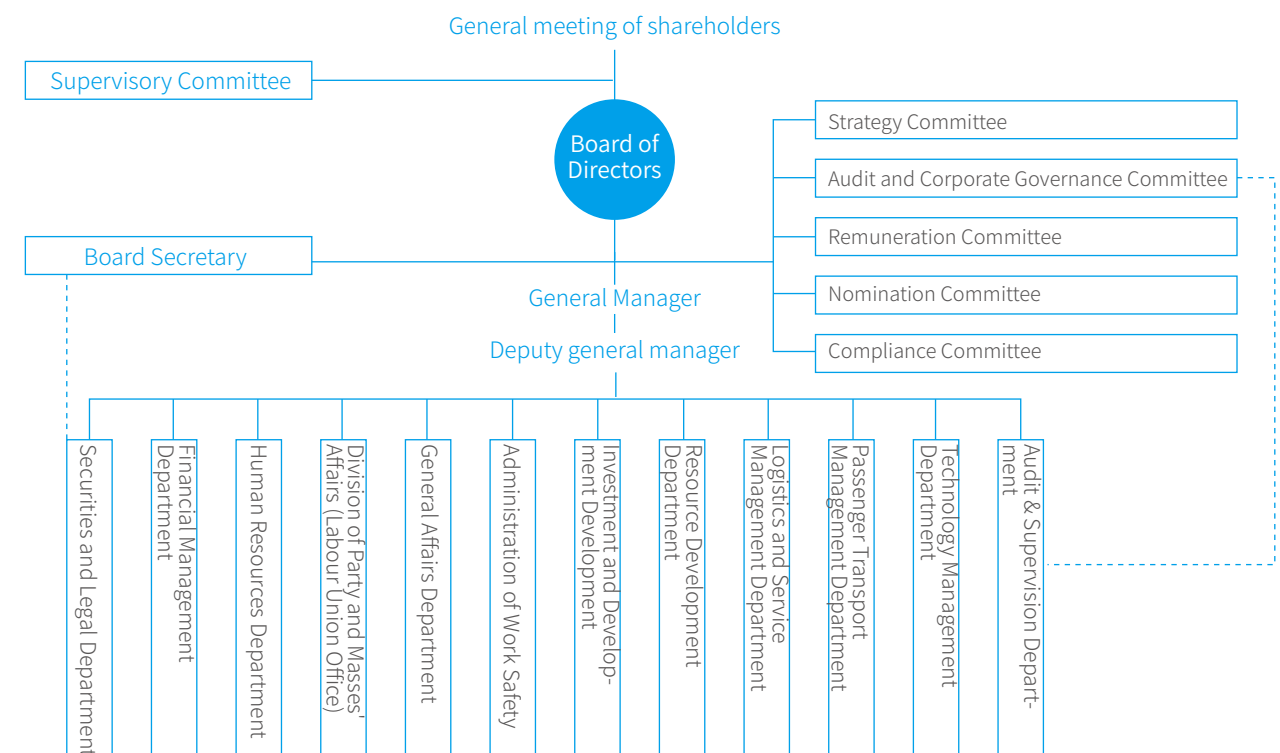 General meeting of shareholders
Supervisory Committee
Board of
Directors
Strategy Committee
Audit and Corporate Governance Committee
Remuneration Committee
Board Secretary
Nomination Committee
General Manager
Deputy general manager
Compliance Committee
Securities and Legal Department
Financial Management
Department
Human Resources Department
Division of Party and Masses'
Affairs (Labour Union Office)
General Affairs Department
Administration of Work Safety
Investment and Develop-
ment Development
Resource Development
Department
Logistics and Service
Management Department
Passenger Transport
Management Department
Technology Management
Department
Audit & Supervision Depart-
ment